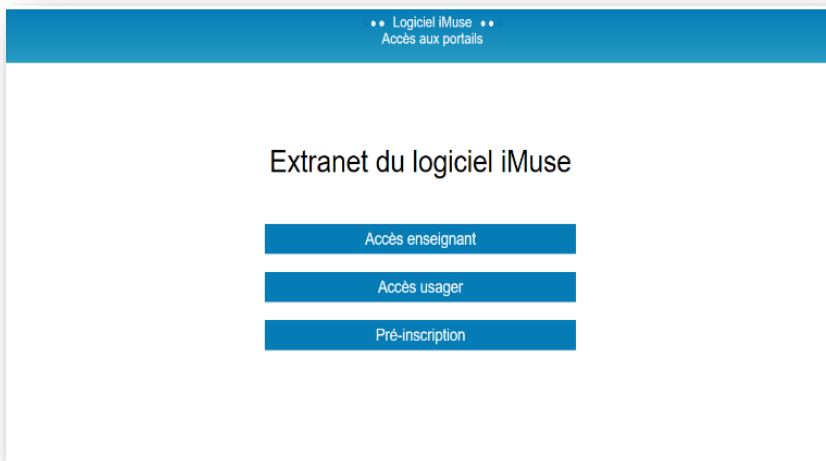 •• Logiciel iMuse ••
Accès aux portails
Extranet du logiciel iMuse
Accès enseignant
Accès usager
Pré-inscription